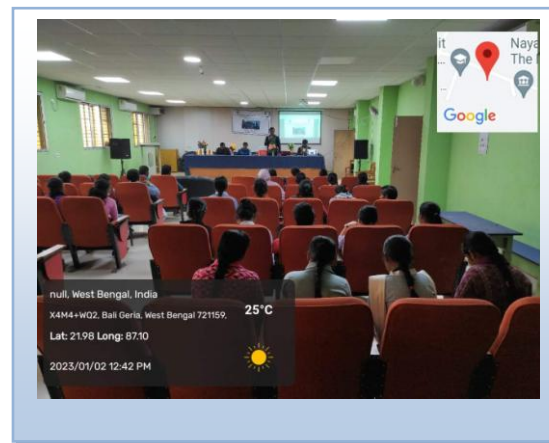 it
Naya
The
Google
null, West Bengal, India
X4M4+WQ2, Bali Geria, West Bengal 721159,
25°C
Lat: 21.98 Long: 87.10
2023/01/02 12:42 PM